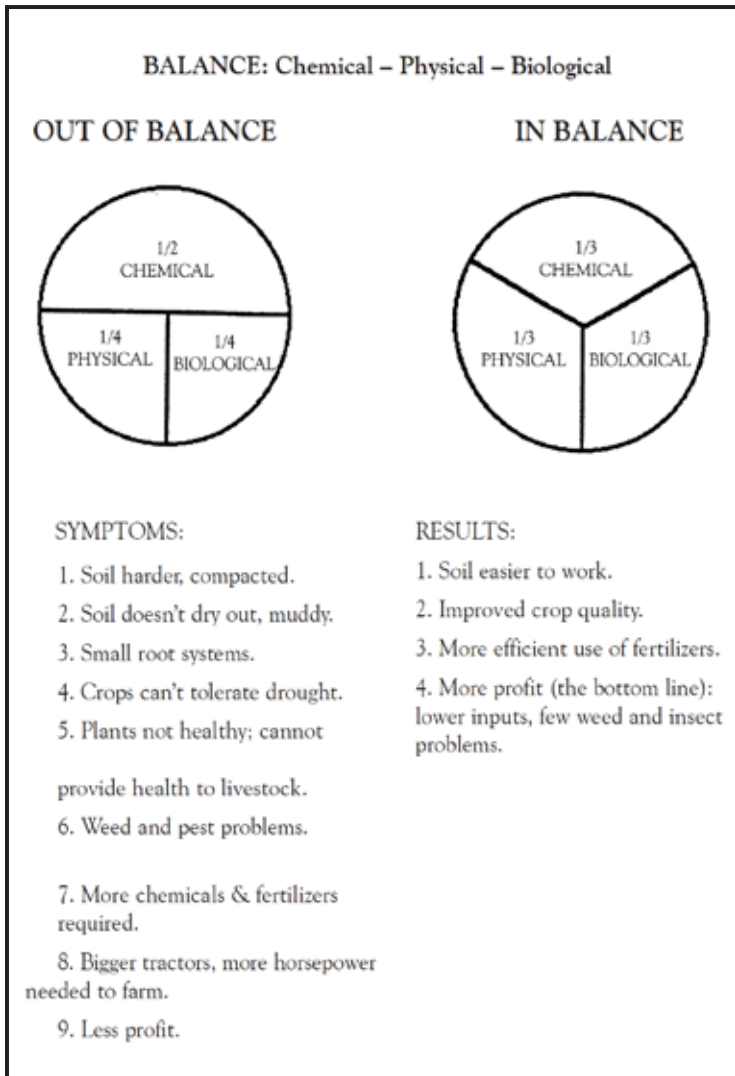 BALANCE: Chemical – Physical – Biological
OUT OF BALANCE
1/2
CHEMICAL
1/4
PHYSICAL
1/4
BIOLOGICAL
SYMPTOMS:
1. Soil harder, compacted.
2. Soil doesn't dry out, muddy.
3. Small root systems.
4. Crops can't tolerate drought.
5. Plants not healthy; cannot
provide health to livestock.
6. Weed and pest problems.
7. More chemicals & fertilizers
required.
8. Bigger tractors, more horsepower
needed to farm.
9. Less profit.
IN BALANCE
1/3
CHEMICAL
1/3
PHYSICAL
1/3
BIOLOGICAL
RESULTS:
1. Soil easier to work.
2. Improved crop quality.
3. More efficient use of fertilizers.
4. More profit (the bottom line):
lower inputs, few weed and insect
problems.